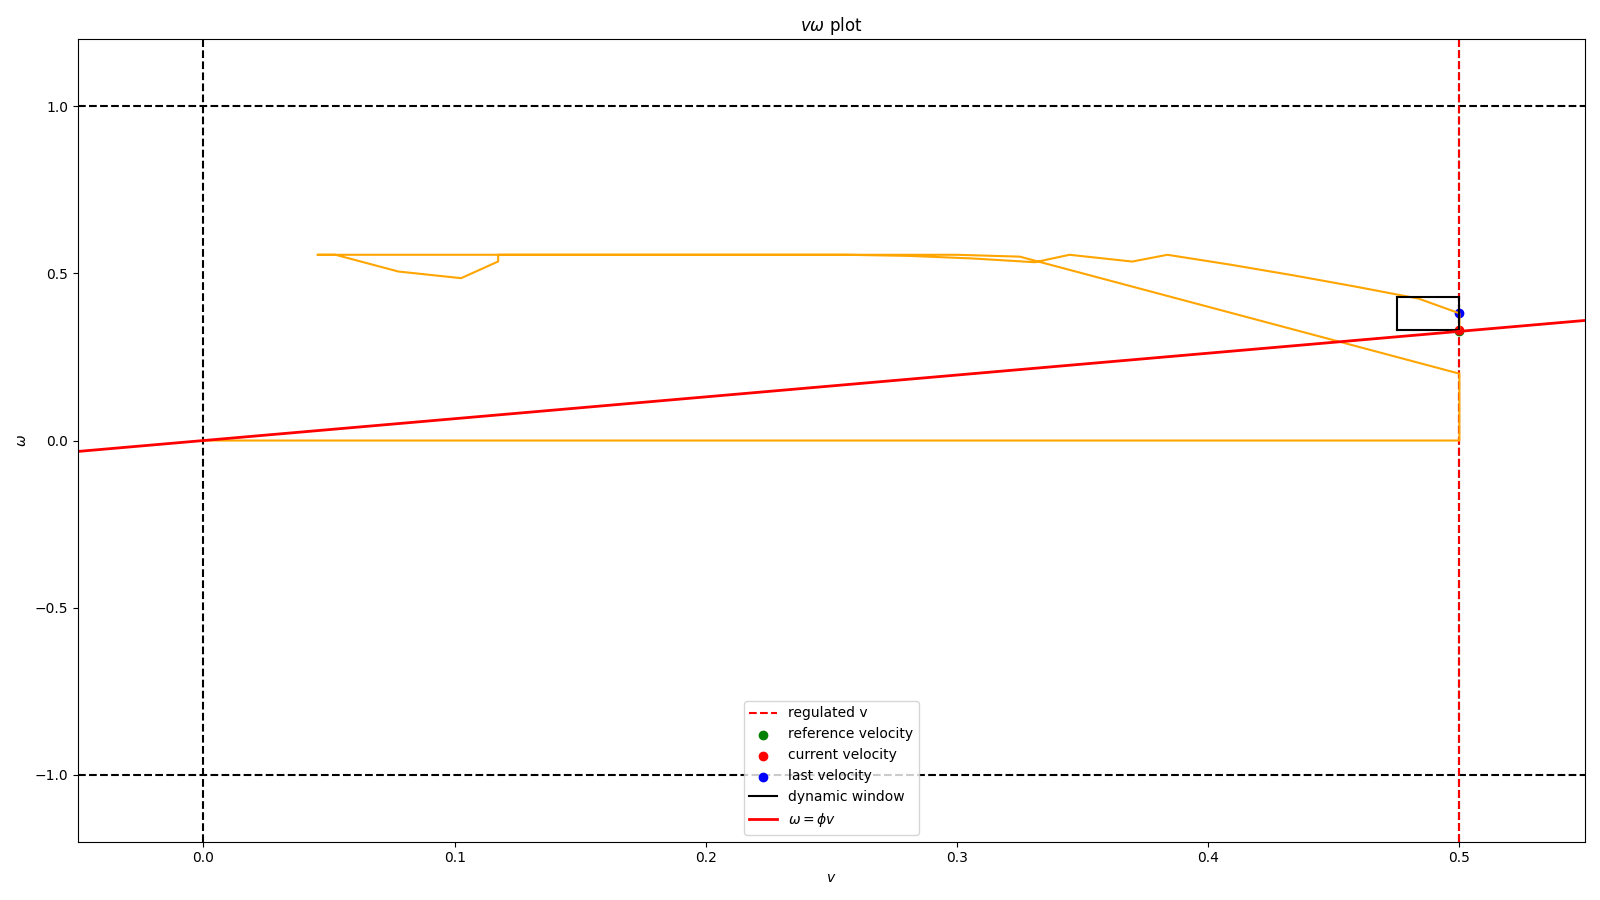 vω plot
1.0
0.5
0.0
−0.5
−1.0
ω
0.0 0.1 0.2 0.3 0.4 0.5
v
regulated v
reference velocity
current velocity
last velocity
dynamic window
ω = ϕv